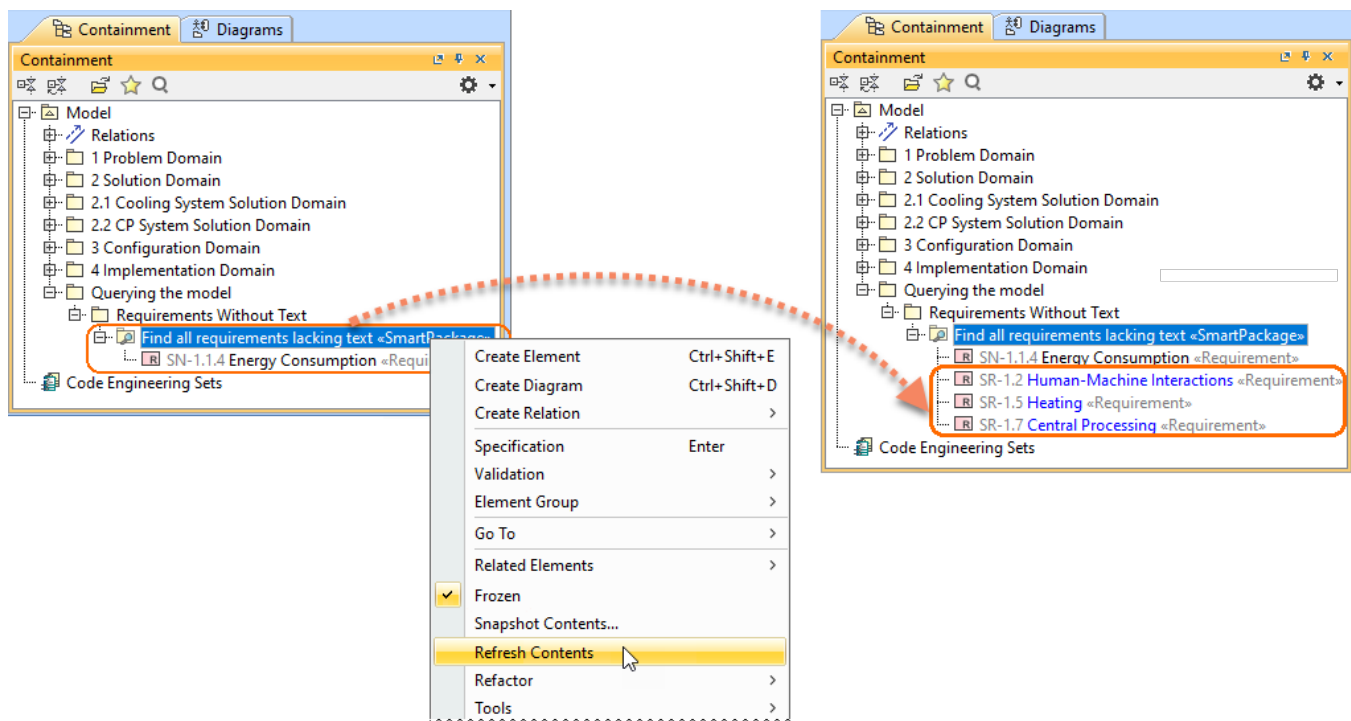 Containment
Diagrams
Containment
Model
Relations
1 Problem Domain
2 Solution Domain
2.1 Cooling System Solution Domain
2.2 CP System Solution Domain
3 Configuration Domain
4 Implementation Domain
Querying the model
Requirements Without Text
Find all requirements lacking text «SmartPackage»
R SN-1.1.4 Energy Consumption «Requi
Code Engineering Sets
Create Element Ctrl+Shift+E
Create Diagram Ctrl+Shift+D
Create Relation
Specification Enter
Validation
Element Group
Go To
Related Elements
Frozen
Snapshot Contents...
Refresh Contents
Refactor
Tools
Containment
Diagrams
Containment
Model
Relations
1 Problem Domain
2 Solution Domain
2.1 Cooling System Solution Domain
2.2 CP System Solution Domain
3 Configuration Domain
4 Implementation Domain
Querying the model
Requirements Without Text
Find all requirements lacking text «SmartPackage»
R SN-1.1.4 Energy Consumption «Requirement»
R SR-1.2 Human-Machine Interactions «Requirement»
R SR-1.5 Heating «Requirement»
R SR-1.7 Central Processing «Requirement»
Code Engineering Sets